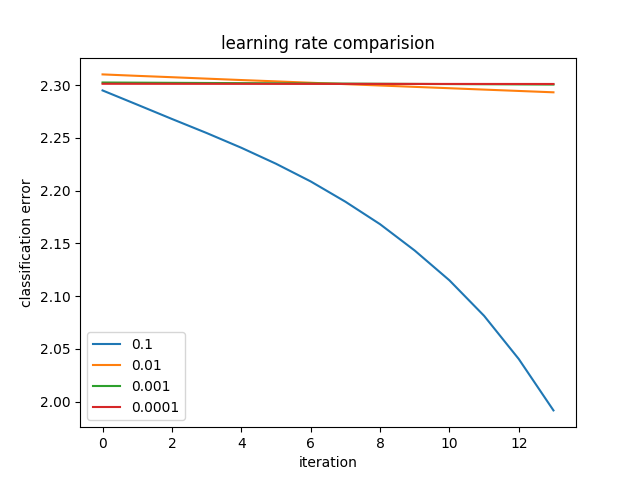 learning rate comparision
2.30
2.25
2.20
2.15
2.10
2.05
2.00
classification error
0.1
0.01
0.001
0.0001
0 2 4 6 8 10 12
iteration